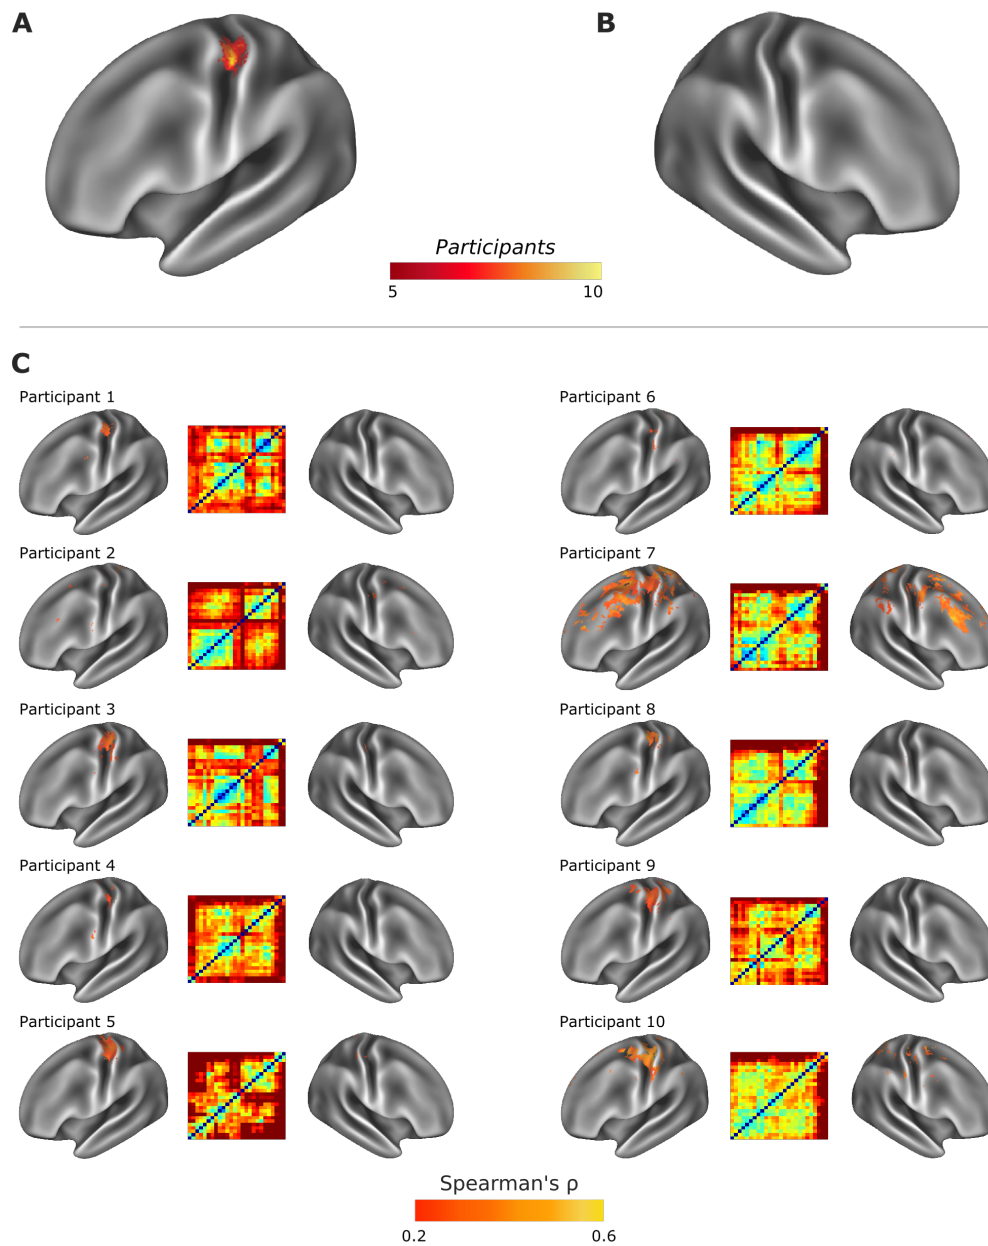 A
B
Participants
5 10
C
Participant 1
Participant 6
Participant 2
Participant 7
Participant 3
Participant 8
Participant 4
Participant 9
Participant 5
Participant 10
Spearman's ρ
0.2 0.6